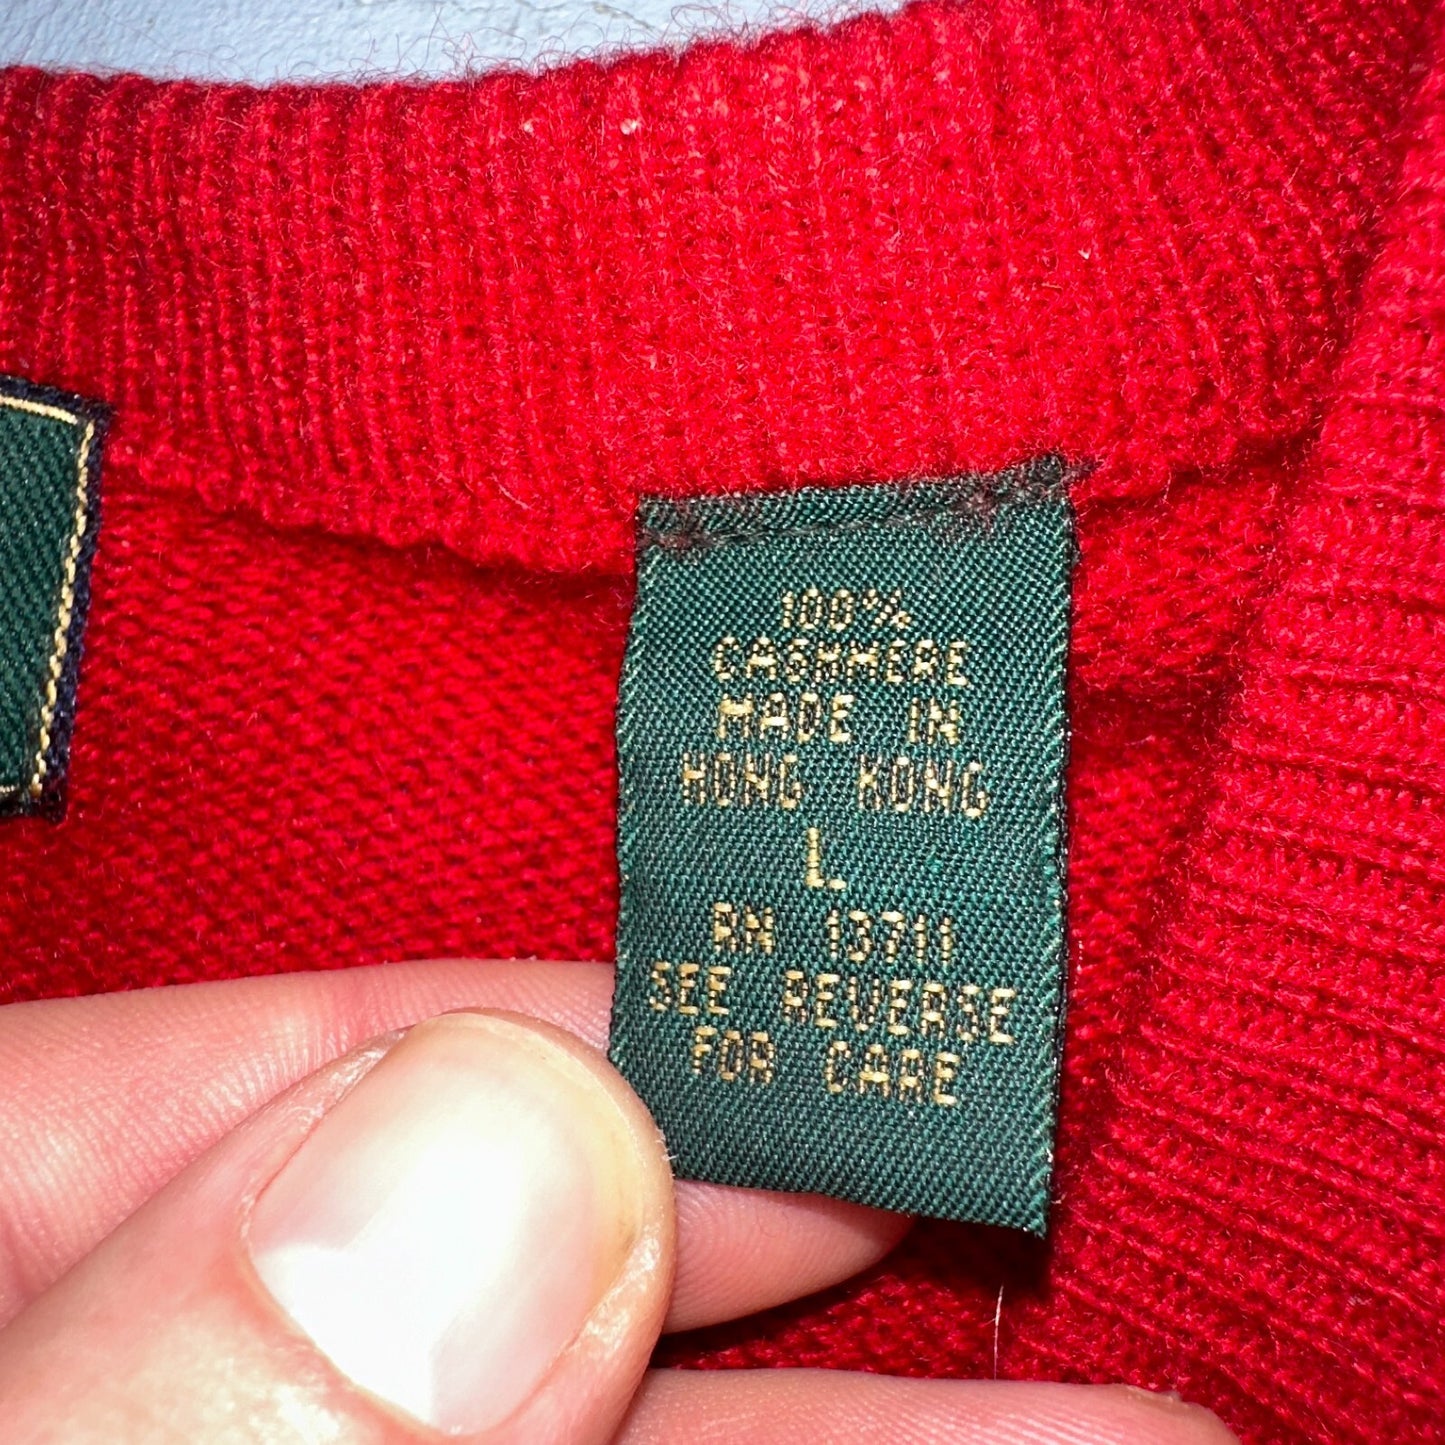 100%
CASHMERE
MADE IN
HONG KONG
L
RN 13711
SEE REVERSE
FOR CARE